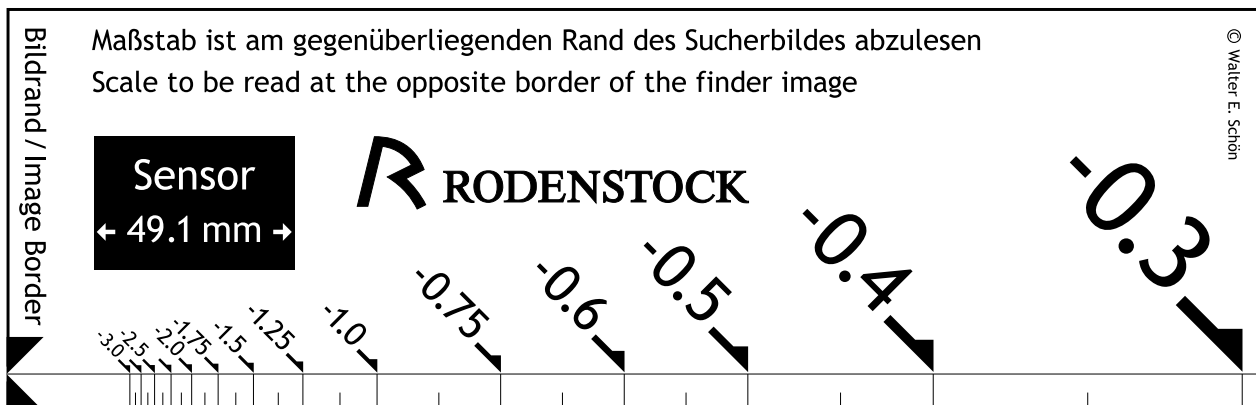 Bildrand / Image Border
Maßstab ist am gegenüberliegenden Rand des Sucherbildes abzulesen
Scale to be read at the opposite border of the finder image
© Walter E. Schön
Sensor
← 49.1 mm →
R RODENSTOCK
-3.0
-2.5
-2.0
-1.75
-1.5
-1.25
-1.0
-0.75
-0.6
-0.5
-0.4
-0.3